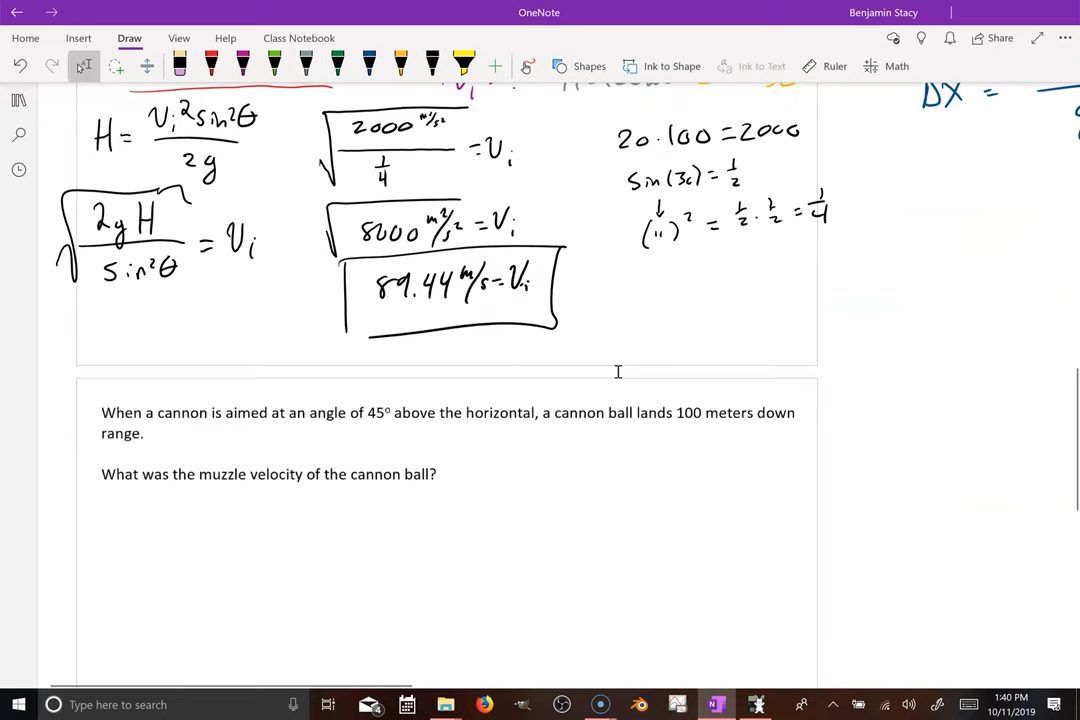 OneNote
Benjamin Stacy
Home Insert Draw View Help Class Notebook
Share
Shapes Ink to Shape Ink to Text Ruler Math
H = Vi²sin²θ / 2g
√(2gH / sin²θ) = Vi
√(2000 m²/s² / (1/4)) = Vi
√(8000 m²/s²) = Vi
89.44 m/s = Vi
20·100 = 2000
sin(30) = 1/2
(")² = 1/2 · 1/2 = 1/4
ΔX =
When a cannon is aimed at an angle of 45° above the horizontal, a cannon ball lands 100 meters down
range.
What was the muzzle velocity of the cannon ball?
Type here to search
1:40 PM
10/11/2019